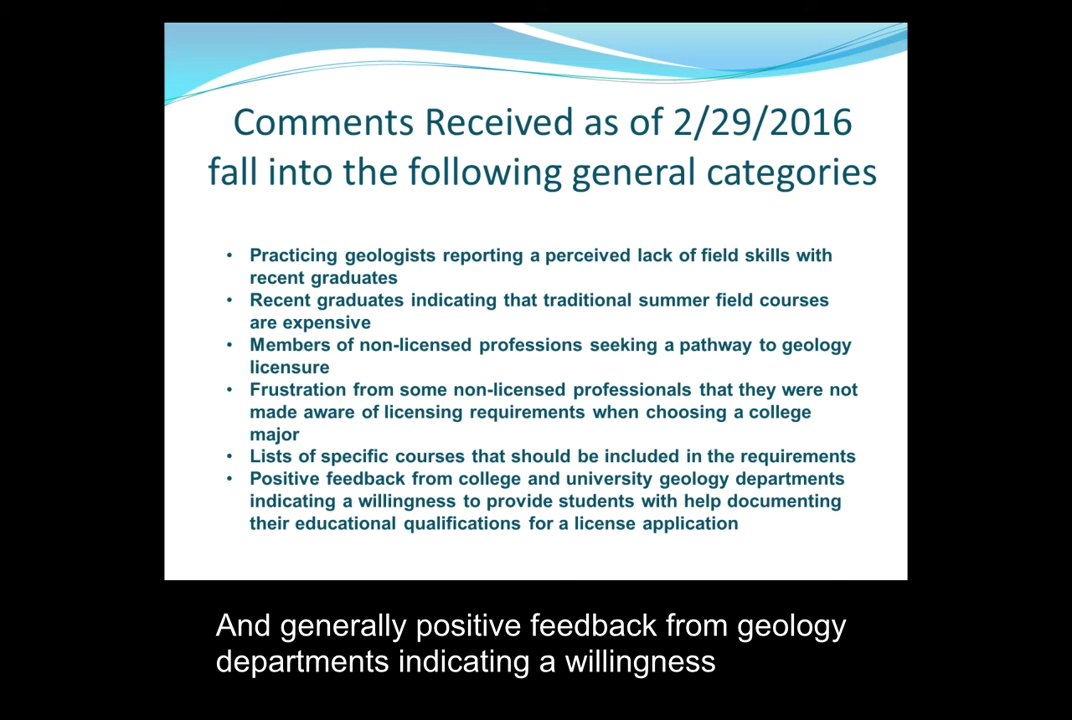 Comments Received as of 2/29/2016
fall into the following general categories
• Practicing geologists reporting a perceived lack of field skills with
recent graduates
• Recent graduates indicating that traditional summer field courses
are expensive
• Members of non-licensed professions seeking a pathway to geology
licensure
• Frustration from some non-licensed professionals that they were not
made aware of licensing requirements when choosing a college
major
• Lists of specific courses that should be included in the requirements
• Positive feedback from college and university geology departments
indicating a willingness to provide students with help documenting
their educational qualifications for a license application
And generally positive feedback from geology
departments indicating a willingness